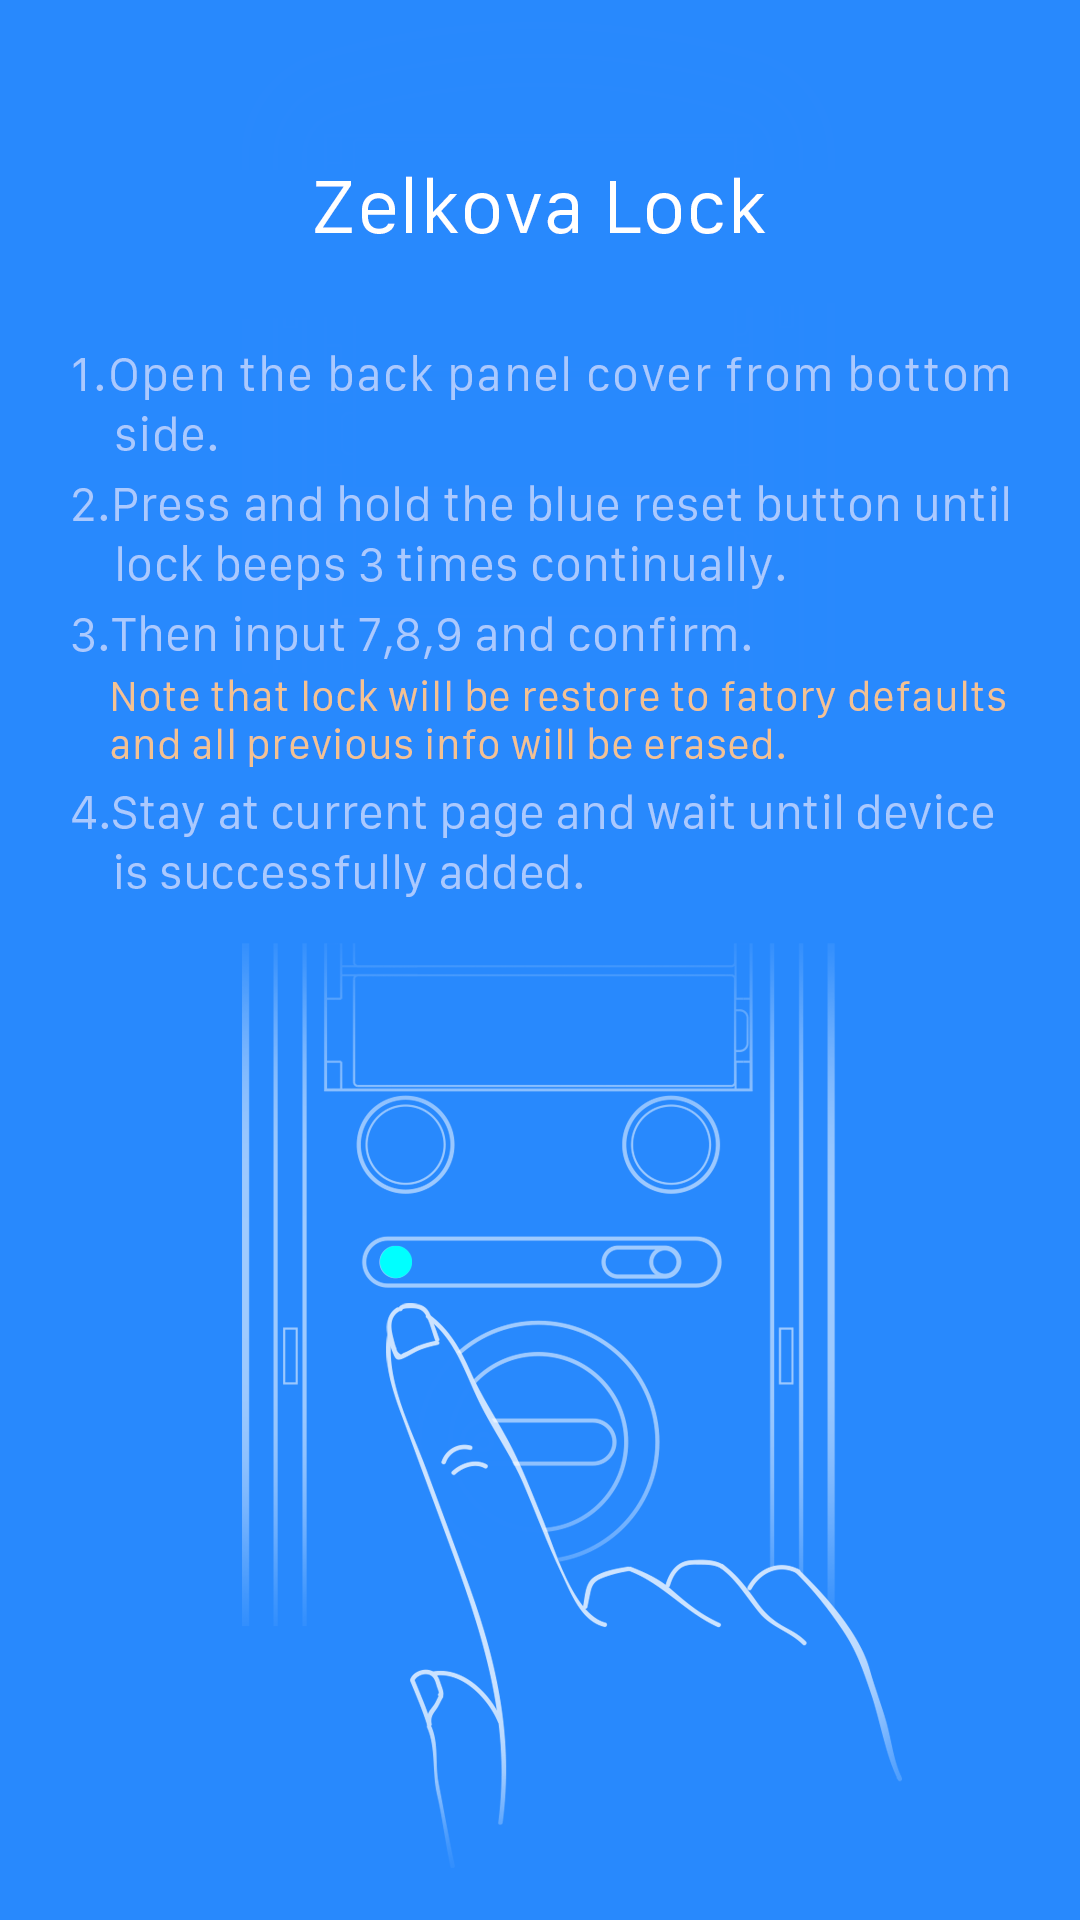 Zelkova Lock
1.Open the back panel cover from bottom
side.
2.Press and hold the blue reset button until
lock beeps 3 times continually.
3.Then input 7,8,9 and confirm.
Note that lock will be restore to fatory defaults
and all previous info will be erased.
4.Stay at current page and wait until device
is successfully added.